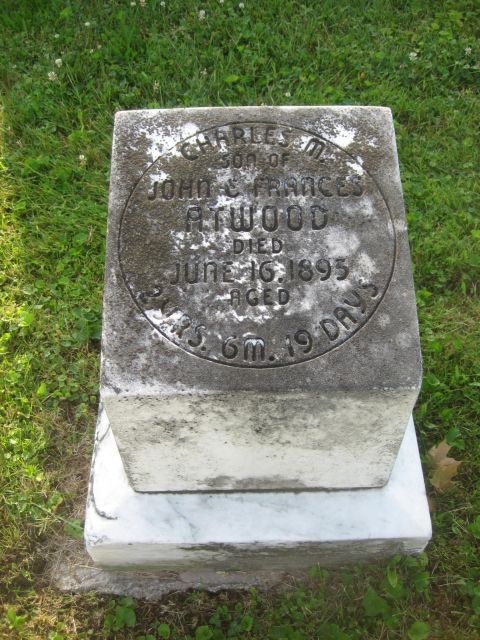 CHARLES M.
SON OF
JOHN & FRANCES
ATWOOD
DIED
JUNE 16, 1895
AGED
2 YRS. 6 M. 19 DAYS